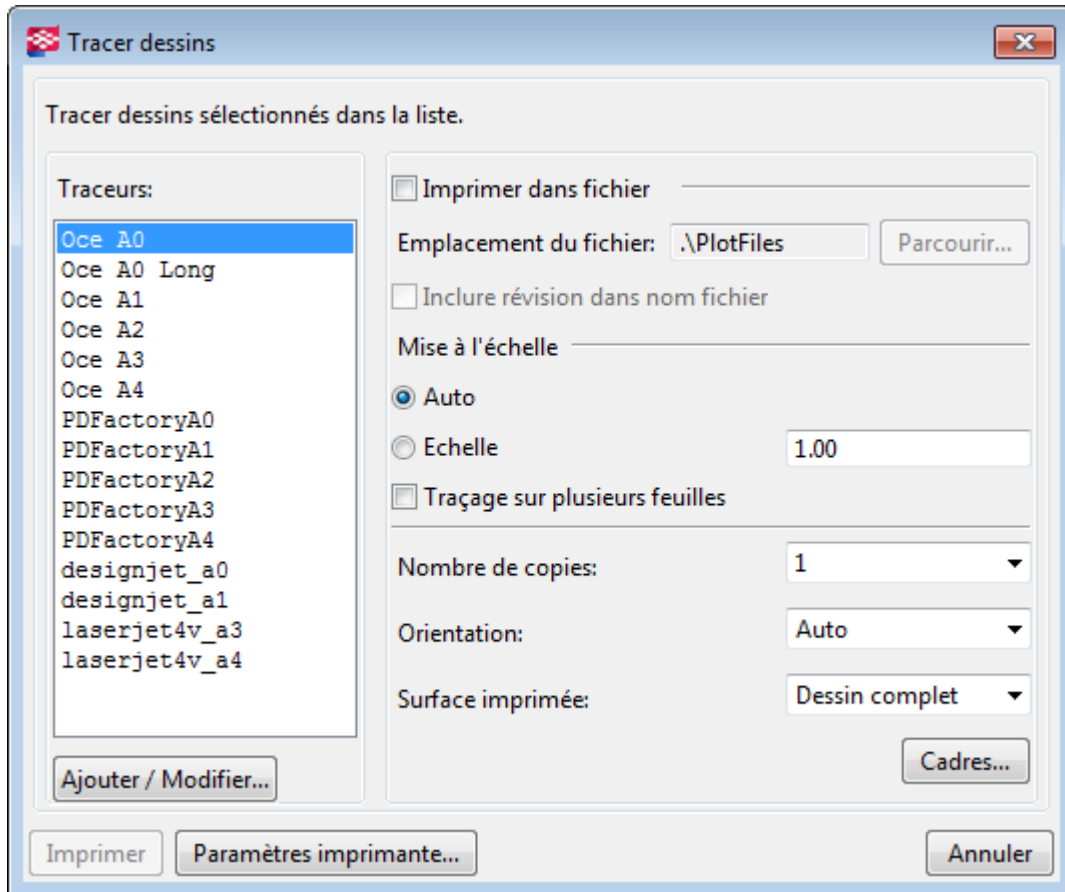 Tracer dessins
Tracer dessins sélectionnés dans la liste.
Traceurs:
Oce A0
Oce A0 Long
Oce A1
Oce A2
Oce A3
Oce A4
PDFactoryA0
PDFactoryA1
PDFactoryA2
PDFactoryA3
PDFactoryA4
designjet_a0
designjet_a1
laserjet4v_a3
laserjet4v_a4
Ajouter / Modifier...
Imprimer dans fichier
Emplacement du fichier: .\PlotFiles Parcourir...
Inclure révision dans nom fichier
Mise à l'échelle
Auto
Echelle 1.00
Traçage sur plusieurs feuilles
Nombre de copies: 1
Orientation: Auto
Surface imprimée: Dessin complet
Cadres...
Imprimer Paramètres imprimante... Annuler